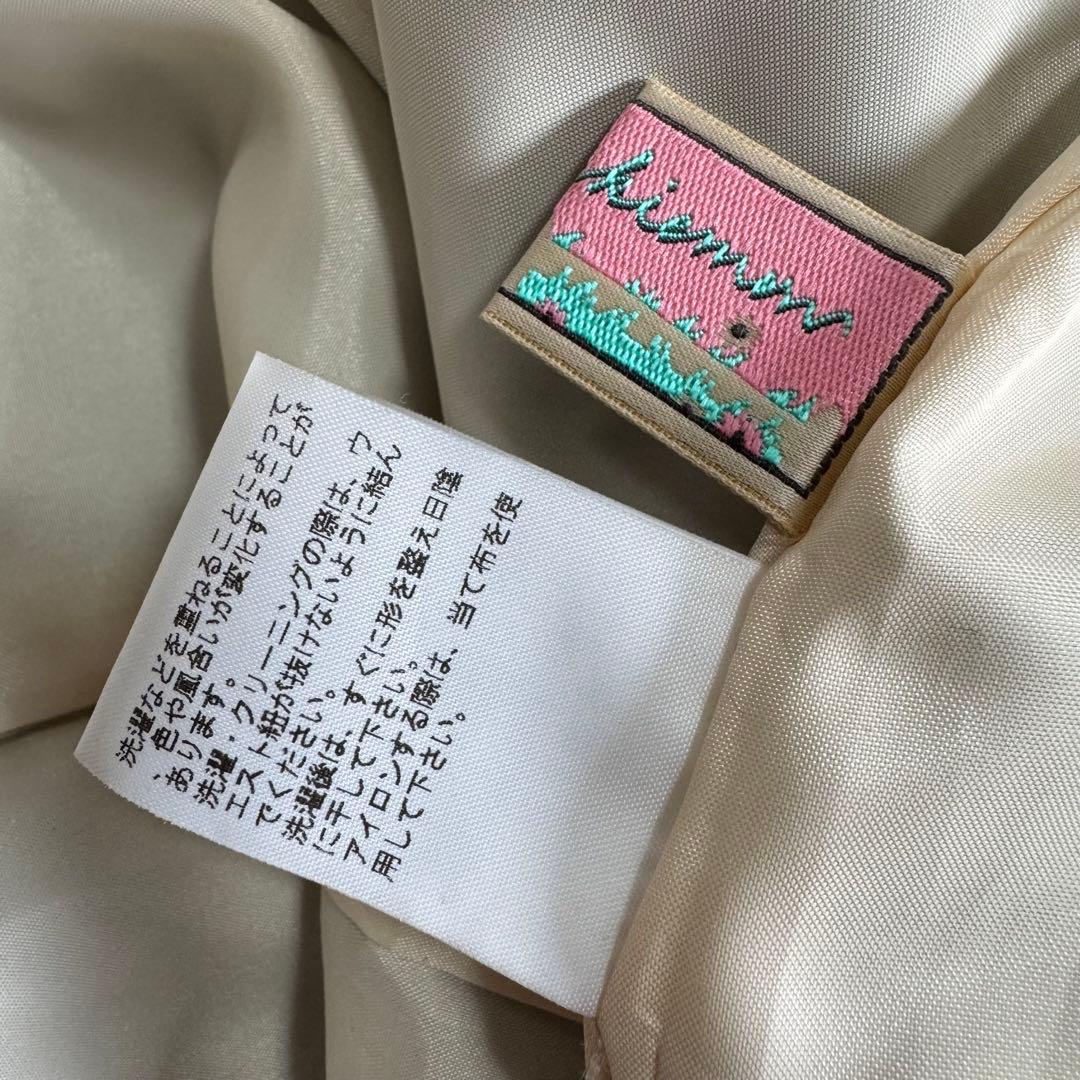 kiemon
洗濯などを重ねることによって
、色や風合いが変化することが
あります。
洗濯・クリーニングの際は、ウ
エスト紐が抜けないように結ん
でください。
洗濯後は、すぐに形を整え日陰
に干して下さい。
アイロンする際は、当て布を使
用して下さい。